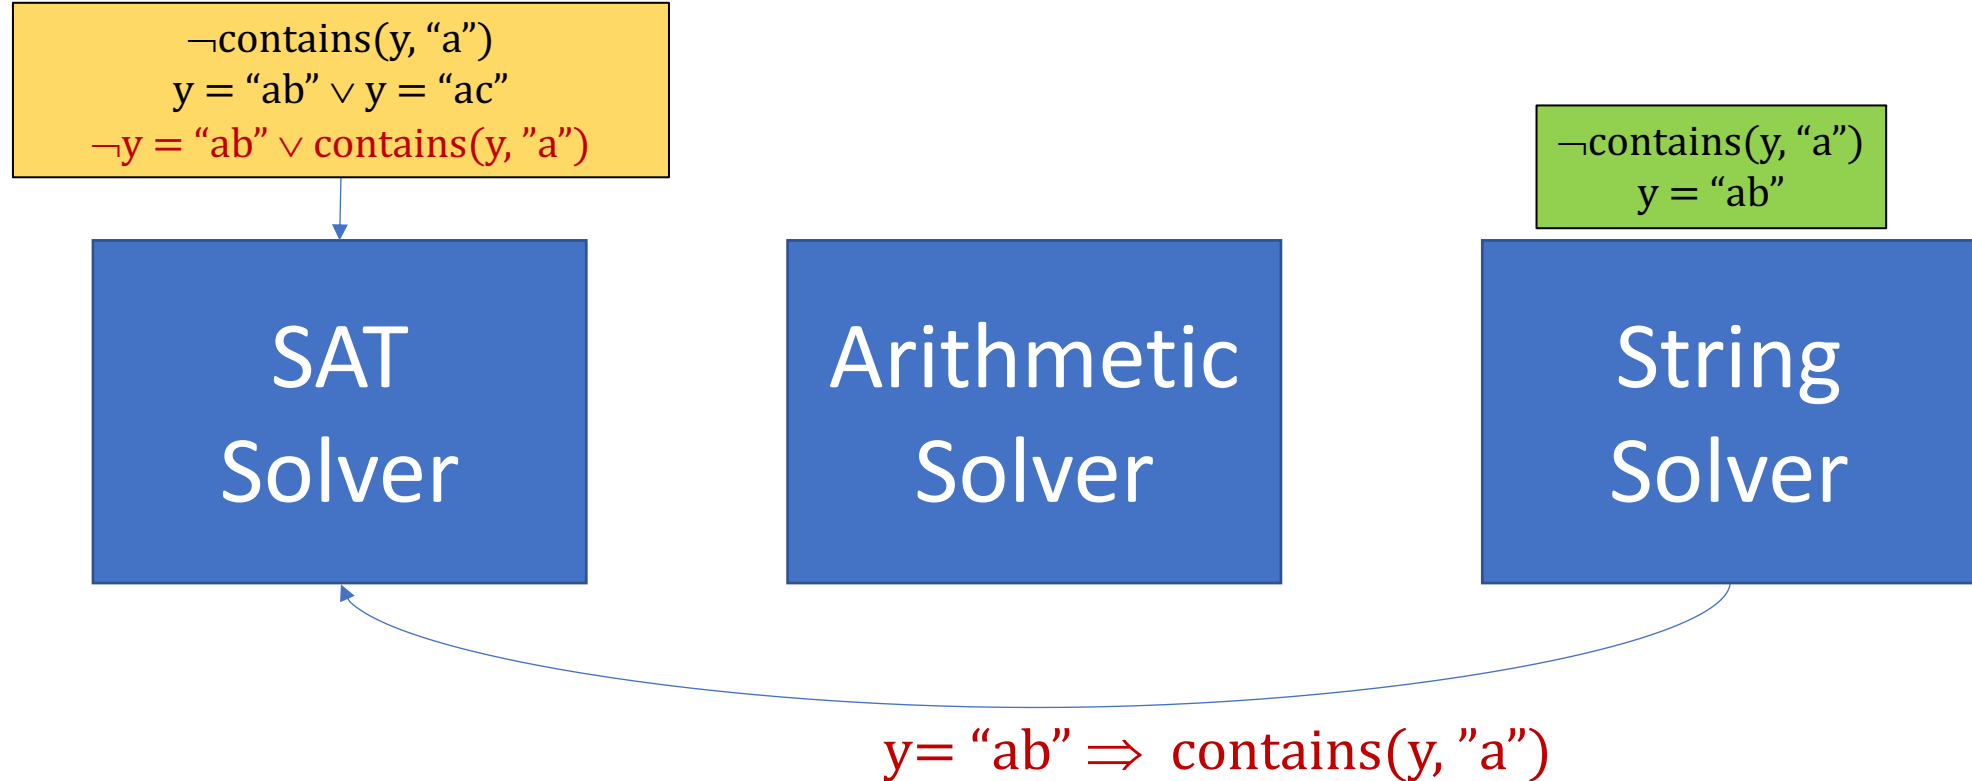 ¬contains(y, “a”)
y = “ab” ∨ y = “ac”
¬y = “ab” ∨ contains(y, ”a”)
¬contains(y, “a”)
y = “ab”
SAT
Solver
Arithmetic
Solver
String
Solver
y= “ab” ⇒ contains(y, ”a”)